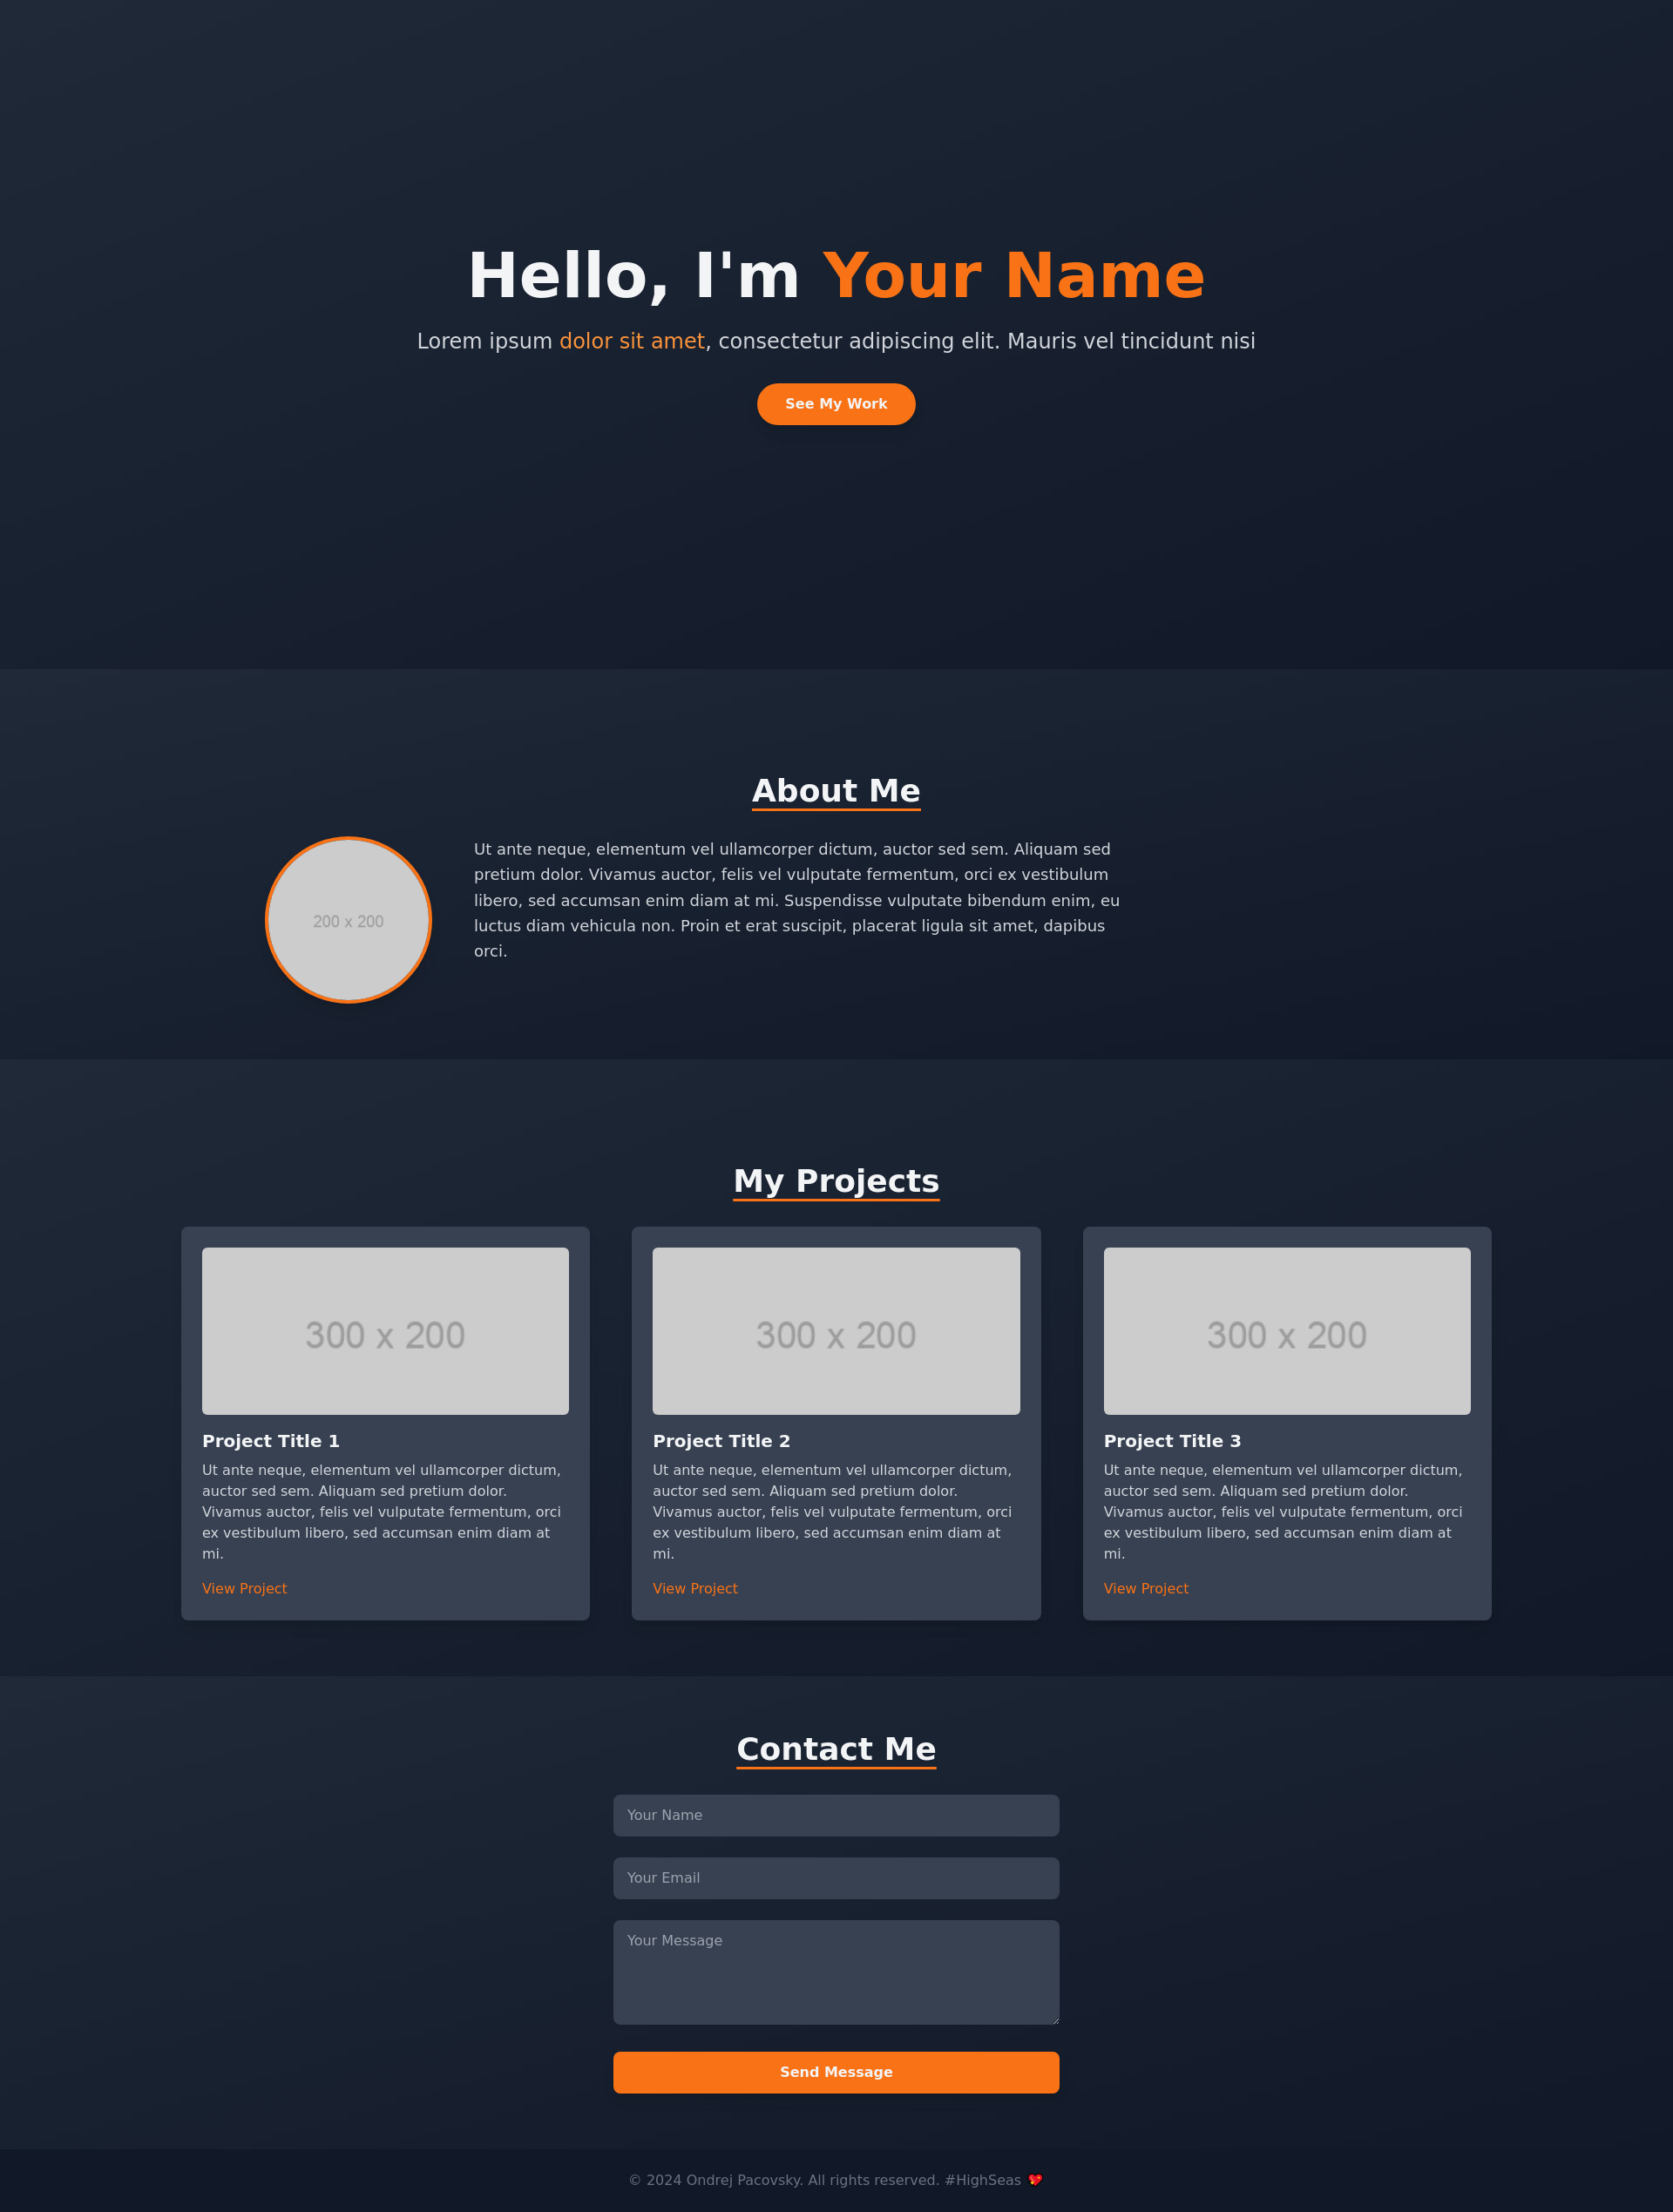 Hello, I'm Your Name
Lorem ipsum dolor sit amet, consectetur adipiscing elit. Mauris vel tincidunt nisi
See My Work
About Me
200 x 200
Ut ante neque, elementum vel ullamcorper dictum, auctor sed sem. Aliquam sed
pretium dolor. Vivamus auctor, felis vel vulputate fermentum, orci ex vestibulum
libero, sed accumsan enim diam at mi. Suspendisse vulputate bibendum enim, eu
luctus diam vehicula non. Proin et erat suscipit, placerat ligula sit amet, dapibus
orci.
My Projects
300 x 200
Project Title 1
Ut ante neque, elementum vel ullamcorper dictum,
auctor sed sem. Aliquam sed pretium dolor.
Vivamus auctor, felis vel vulputate fermentum, orci
ex vestibulum libero, sed accumsan enim diam at
mi.
View Project
300 x 200
Project Title 2
Ut ante neque, elementum vel ullamcorper dictum,
auctor sed sem. Aliquam sed pretium dolor.
Vivamus auctor, felis vel vulputate fermentum, orci
ex vestibulum libero, sed accumsan enim diam at
mi.
View Project
300 x 200
Project Title 3
Ut ante neque, elementum vel ullamcorper dictum,
auctor sed sem. Aliquam sed pretium dolor.
Vivamus auctor, felis vel vulputate fermentum, orci
ex vestibulum libero, sed accumsan enim diam at
mi.
View Project
Contact Me
Your Name
Your Email
Your Message
Send Message
© 2024 Ondrej Pacovsky. All rights reserved. #HighSeas 💖